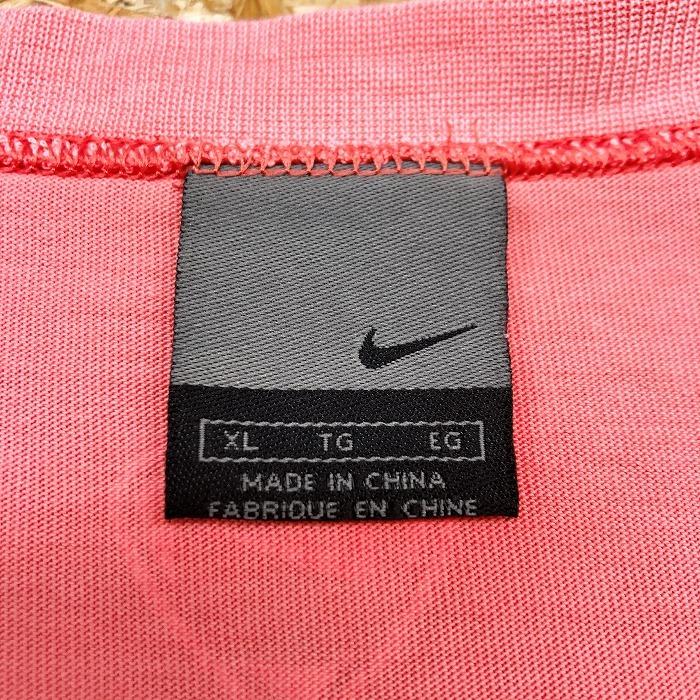 XL TG EG
MADE IN CHINA
FABRIQUE EN CHINE